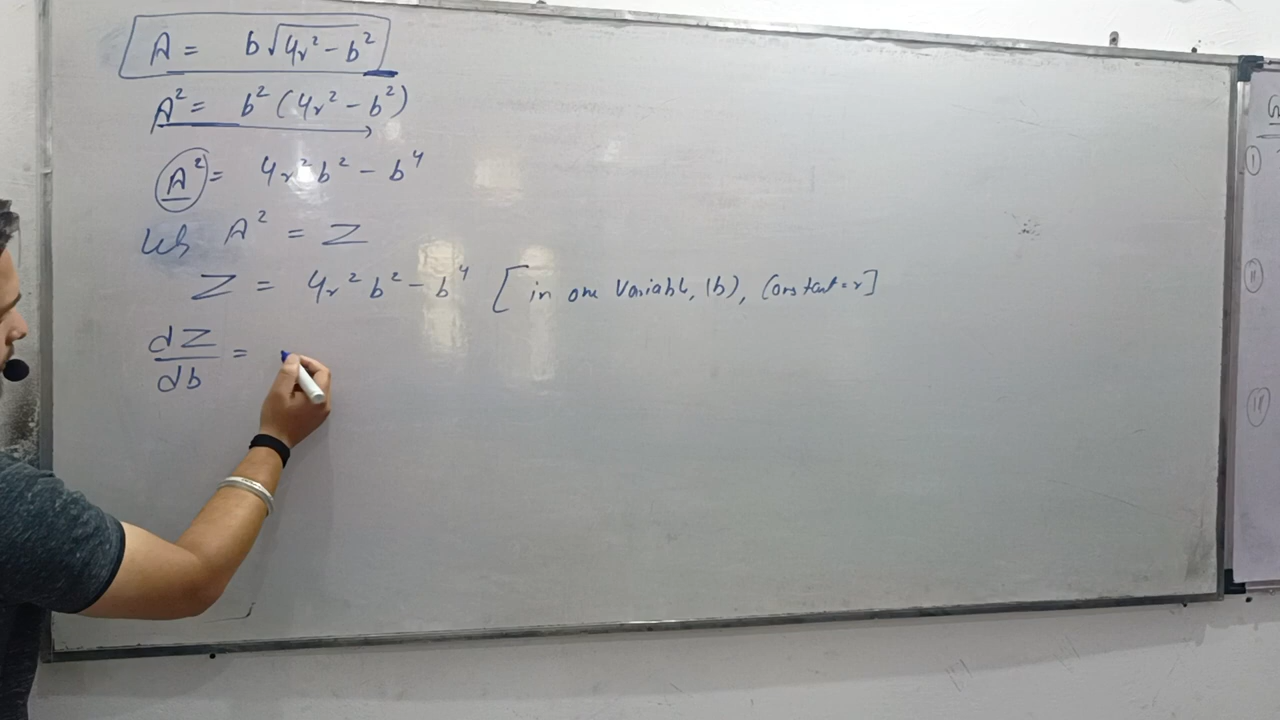 A = b√4r² − b²
A² = b² (4r² − b²)
A² = 4r²b² − b⁴
let A² = Z
Z = 4r²b² − b⁴ [in one Variable, (b), Constant = r]
dZ/db =